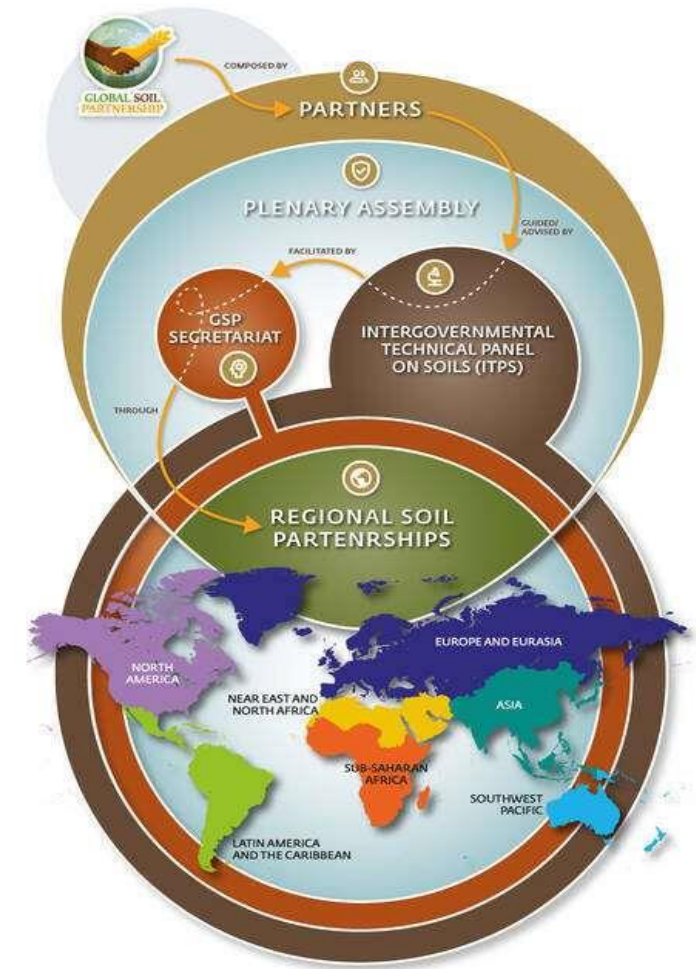 GLOBAL SOIL
PARTNERSHIP
COMPOSED BY
PARTNERS
PLENARY ASSEMBLY
GUIDED/
ADVISED BY
FACILITATED BY
GSP
SECRETARIAT
INTERGOVERNMENTAL
TECHNICAL PANEL
ON SOILS (ITPS)
THROUGH
REGIONAL SOIL
PARTENRSHIPS
EUROPE AND EURASIA
NORTH
AMERICA
NEAR EAST AND
NORTH AFRICA
ASIA
SUB-SAHARAN
AFRICA
SOUTHWEST
PACIFIC
LATIN AMERICA
AND THE CARIBBEAN